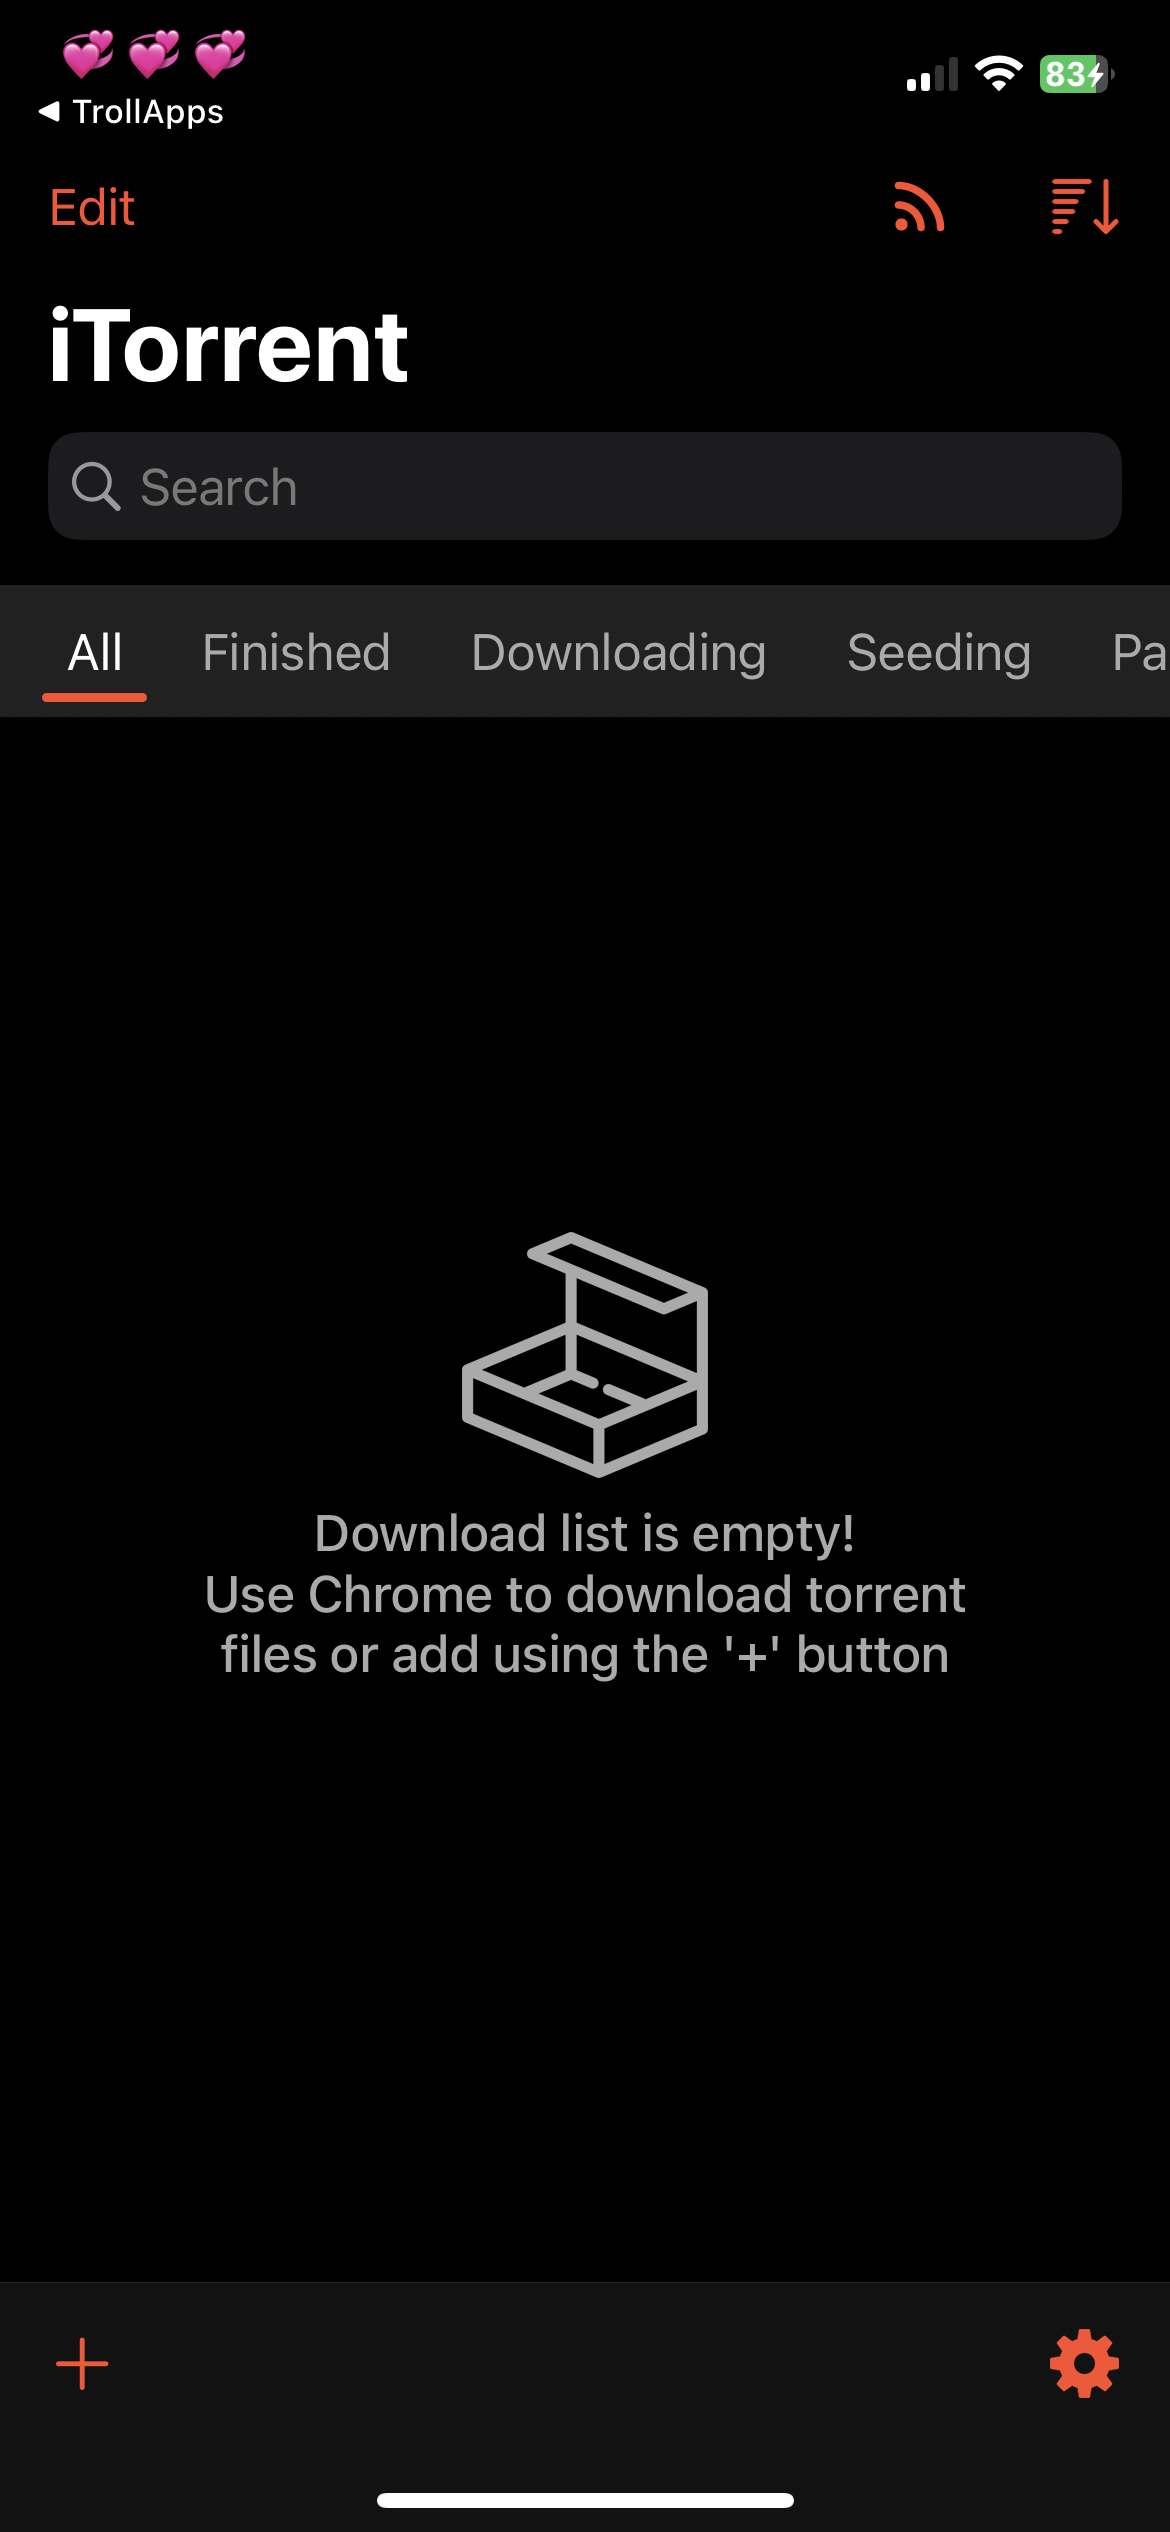 💞 💞 💞
83
◀ TrollApps
Edit
iTorrent
Search
All Finished Downloading Seeding Pa
Download list is empty!
Use Chrome to download torrent
files or add using the '+' button